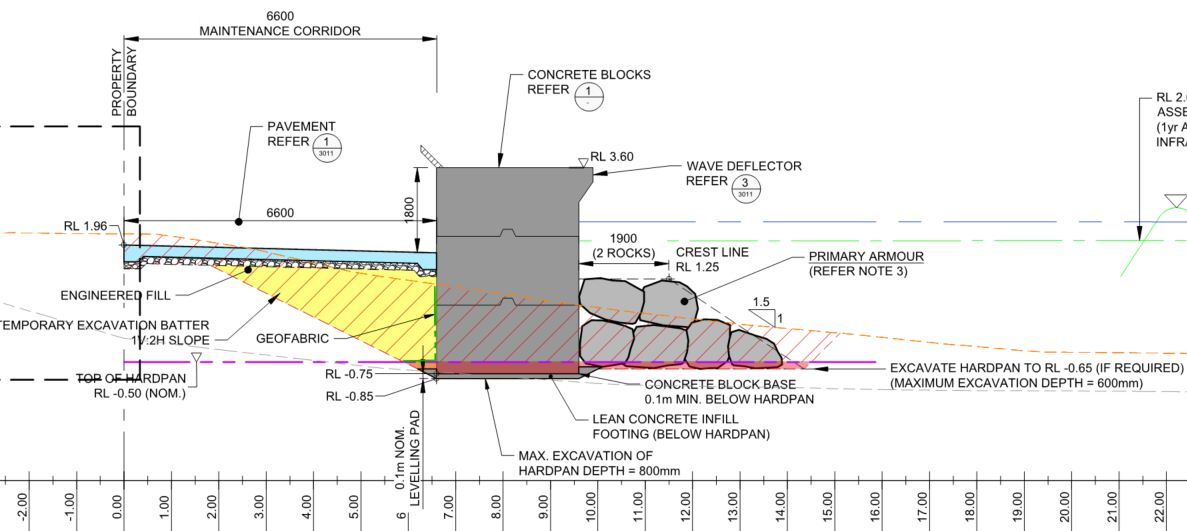 6600
MAINTENANCE CORRIDOR
PROPERTY
BOUNDARY
CONCRETE BLOCKS
REFER
1
-
PAVEMENT
REFER
1
3011
RL 3.60
WAVE DEFLECTOR
REFER
3
3011
RL 2.
ASSE
(1yr A
INFRA
6600
1800
RL 1.96
1900
(2 ROCKS)
CREST LINE
RL 1.25
PRIMARY ARMOUR
(REFER NOTE 3)
1.5
1
ENGINEERED FILL
TEMPORARY EXCAVATION BATTER
1V:2H SLOPE
GEOFABRIC
TOP OF HARDPAN
RL -0.50 (NOM.)
RL -0.75
RL -0.85
EXCAVATE HARDPAN TO RL -0.65 (IF REQUIRED)
(MAXIMUM EXCAVATION DEPTH = 600mm)
CONCRETE BLOCK BASE
0.1m MIN. BELOW HARDPAN
LEAN CONCRETE INFILL
FOOTING (BELOW HARDPAN)
MAX. EXCAVATION OF
HARDPAN DEPTH = 800mm
0.1m NOM.
LEVELLING PAD
-2.00
-1.00
0.00
1.00
2.00
3.00
4.00
5.00
6
7.00
8.00
9.00
10.00
11.00
12.00
13.00
14.00
15.00
16.00
17.00
18.00
19.00
20.00
21.00
22.00